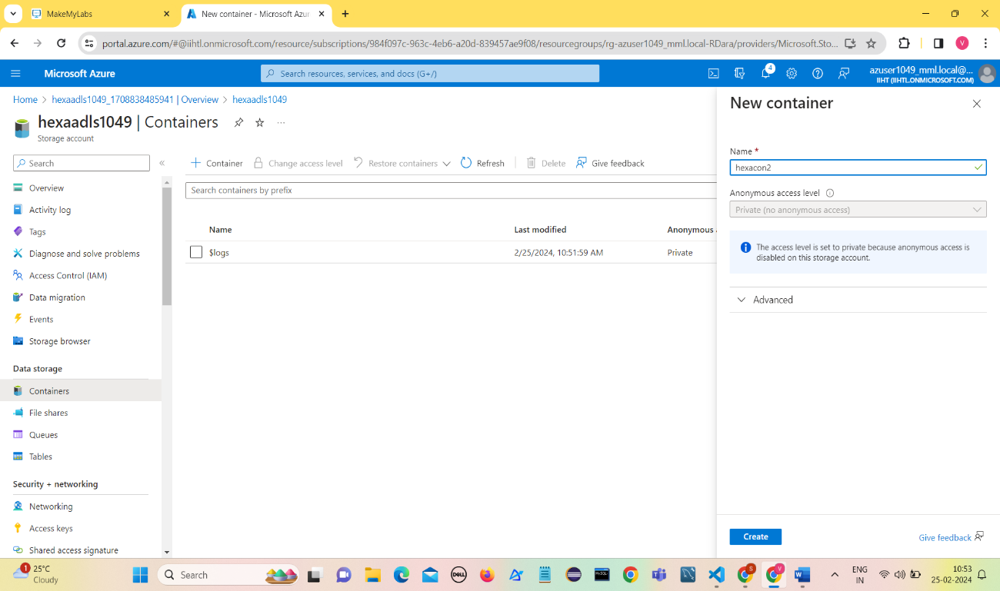 MakeMyLabs
New container - Microsoft Azur
portal.azure.com/#@iihtl.onmicrosoft.com/resource/subscriptions/984f097c-963c-4eb6-a20d-839457ae9f08/resourcegroups/rg-azuser1049_mml.local-RDara/providers/Microsoft.Sto...
V
Microsoft Azure
Search resources, services, and docs (G+/)
4
azuser1049_mml.local@...
IIHT (IIHTL.ONMICROSOFT.COM)
Home > hexaadls1049_1708838485941 | Overview > hexaadls1049
hexaadls1049 | Containers
Storage account
Search
Container
Change access level
Restore containers
Refresh
Delete
Give feedback
Search containers by prefix
Name
Last modified
Anonymous a
$logs
2/25/2024, 10:51:59 AM
Private
Overview
Activity log
Tags
Diagnose and solve problems
Access Control (IAM)
Data migration
Events
Storage browser
Data storage
Containers
File shares
Queues
Tables
Security + networking
Networking
Access keys
Shared access signature
New container
Name *
hexacon2
Anonymous access level
Private (no anonymous access)
The access level is set to private because anonymous access is
disabled on this storage account.
Advanced
Create
Give feedback
1
25°C
Cloudy
Search
DELL
MySQL
S
V
W
ENG
IN
10:53
25-02-2024